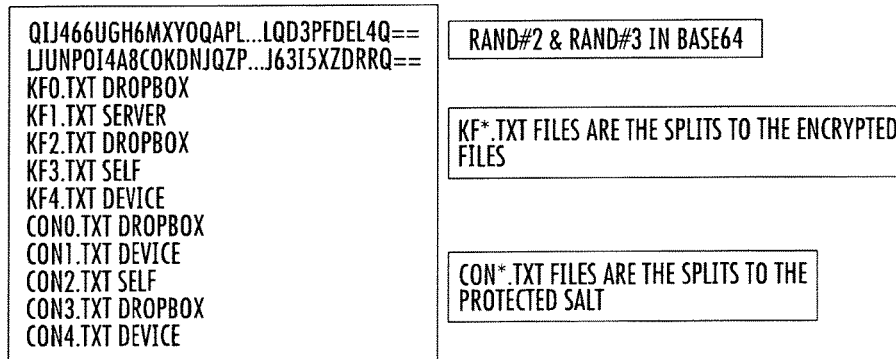 QIJ466UGH6MXYOQAPL...LQD3PFDEL4Q==
LJUNPOI4A8COKDNJQZP...J63I5XZDRRQ==
KF0.TXT DROPBOX
KF1.TXT SERVER
KF2.TXT DROPBOX
KF3.TXT SELF
KF4.TXT DEVICE
CON0.TXT DROPBOX
CON1.TXT DEVICE
CON2.TXT SELF
CON3.TXT DROPBOX
CON4.TXT DEVICE
RAND#2 & RAND#3 IN BASE64
KF*.TXT FILES ARE THE SPLITS TO THE ENCRYPTED
FILES
CON*.TXT FILES ARE THE SPLITS TO THE
PROTECTED SALT